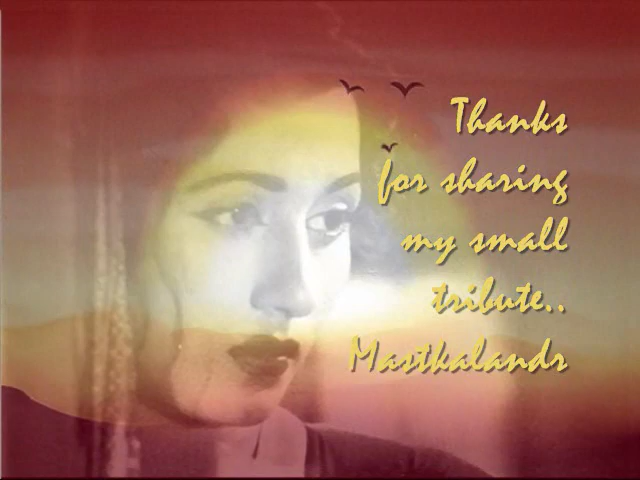 Thanks
for sharing
my small
tribute..
Mastkalandr